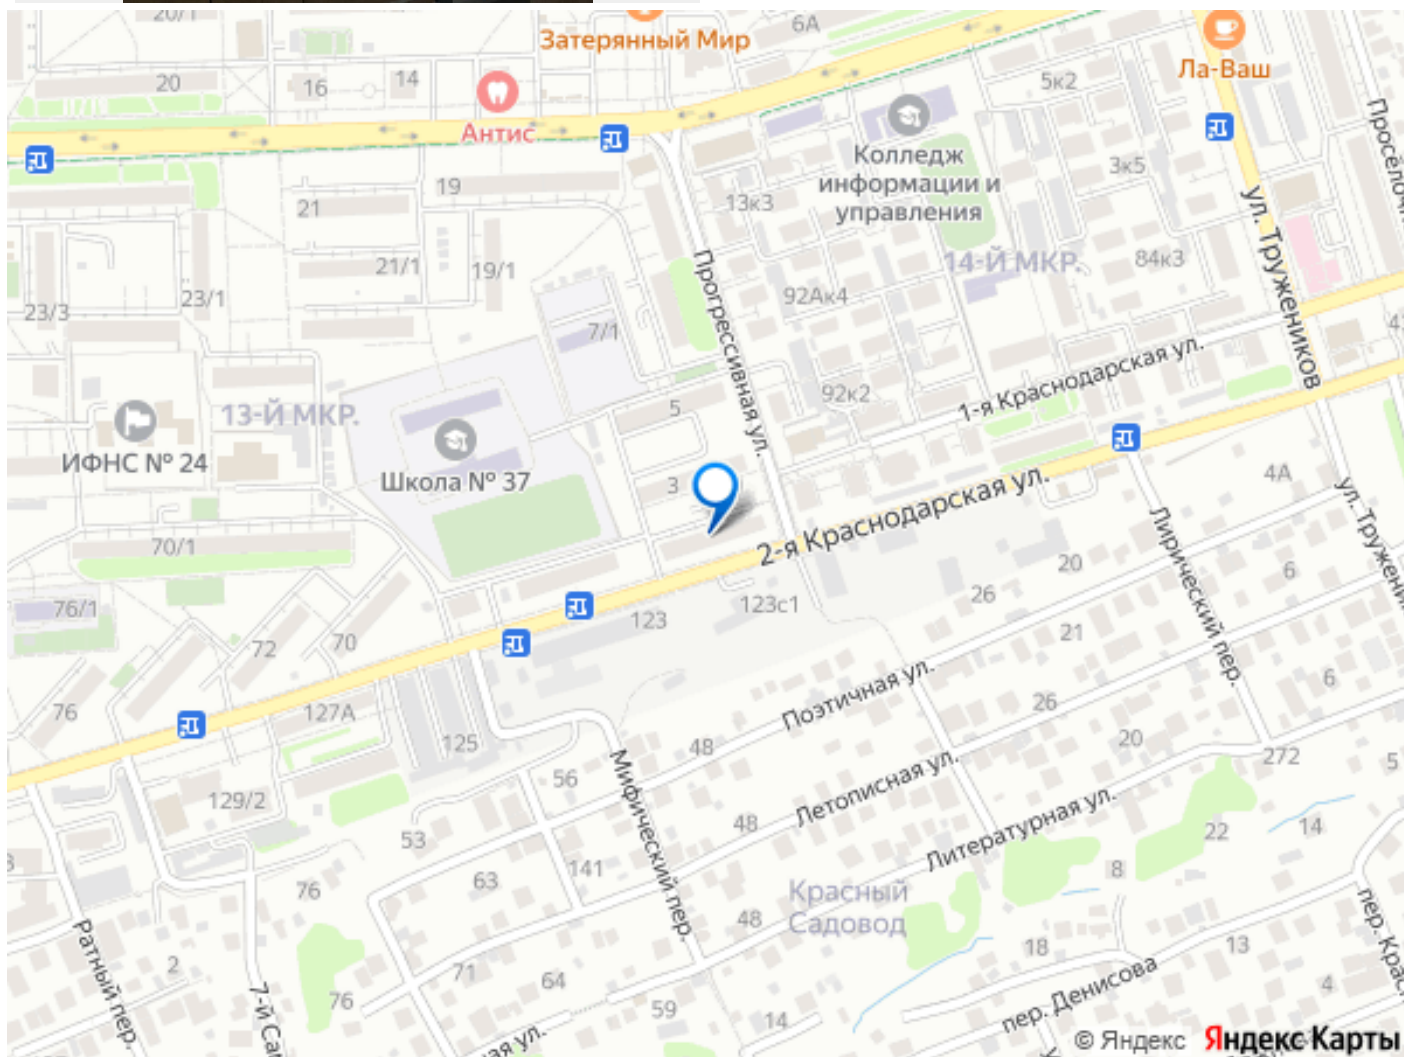 20/1
Затерянный Мир
6А
Ла-Ваш
20
16
14
5к2
Антис
Колледж
информации и
управления
3к5
19
13к3
ул. Тружеников
21
21/1
19/1
14-Й МКР.
84к3
23/3
23/1
Прогрессивная ул.
92Ак4
7/1
1-я Краснодарская ул.
92к2
13-Й МКР.
5
ИФНС № 24
Школа № 37
3
4А
2-я Краснодарская ул.
70/1
Лирический пер.
20
6
76/1
123
123с1
26
21
72
70
Поэтичная ул.
6
76
127А
26
125
48
20
272
5
56
Мифический пер.
Летописная ул.
129/2
53
48
Литературная ул.
22
14
141
8
76
63
Красный
Садовод
48
18
13
Ратный пер.
2
71
64
76
59
14
пер. Денисова
4
© Яндекс Яндекс Карты